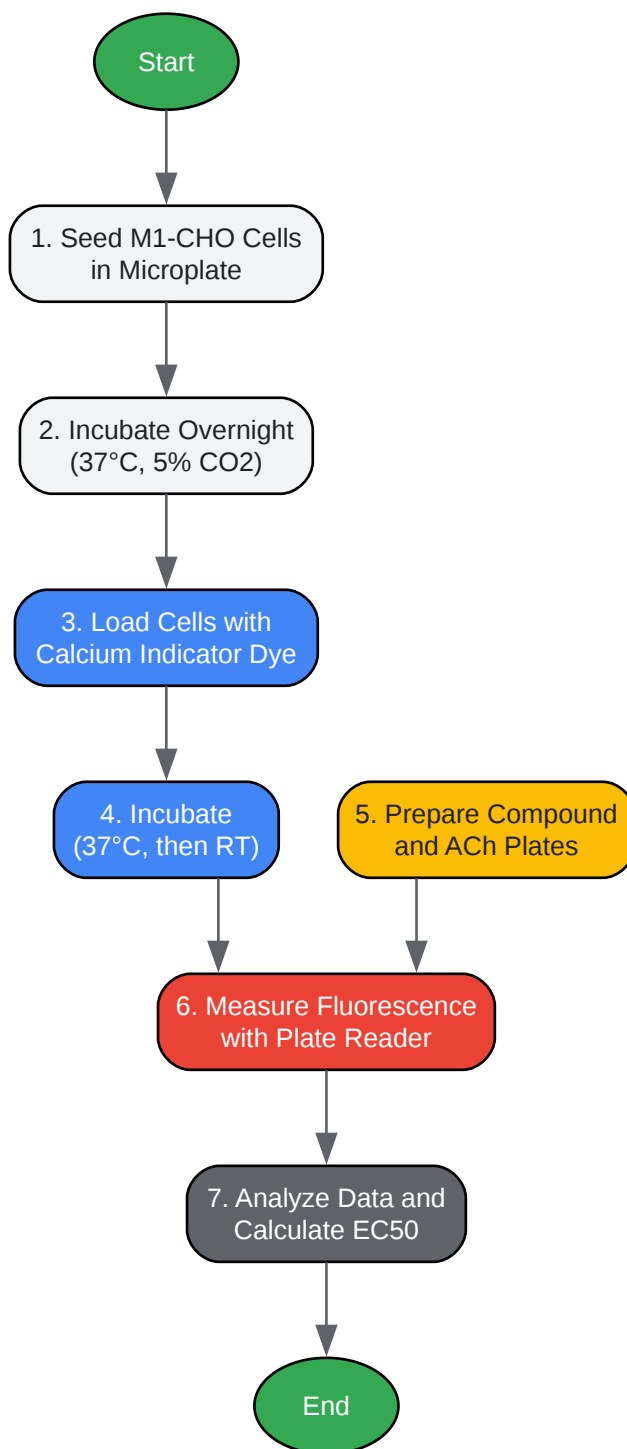 Start
1. Seed M1-CHO Cells
in Microplate
2. Incubate Overnight
(37°C, 5% CO2)
3. Load Cells with
Calcium Indicator Dye
4. Incubate
(37°C, then RT)
5. Prepare Compound
and ACh Plates
6. Measure Fluorescence
with Plate Reader
7. Analyze Data and
Calculate EC50
End